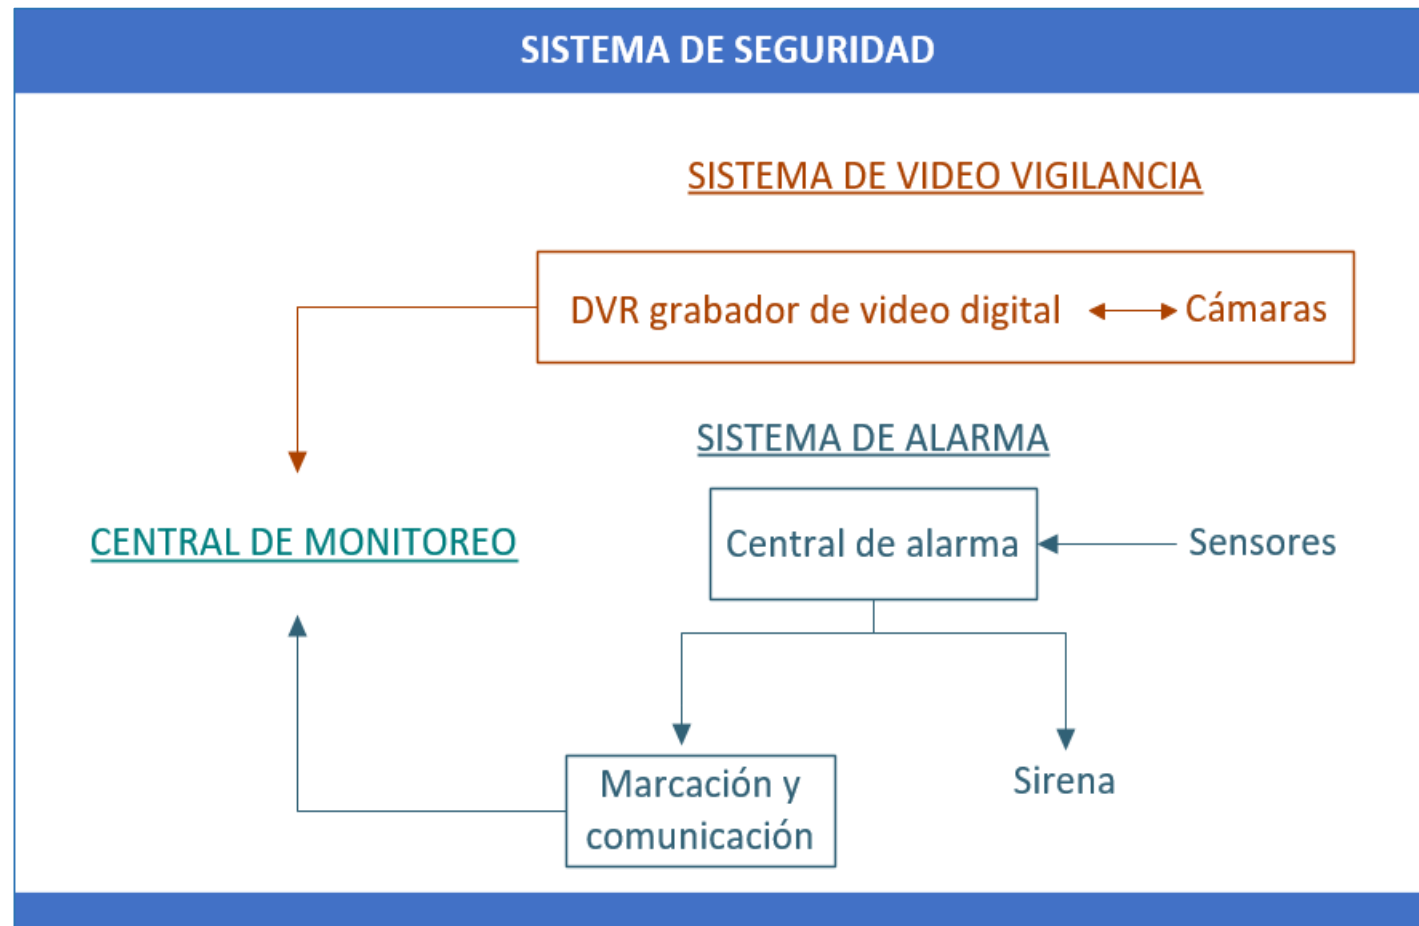 SISTEMA DE SEGURIDAD
SISTEMA DE VIDEO VIGILANCIA
DVR grabador de video digital
Cámaras
SISTEMA DE ALARMA
CENTRAL DE MONITOREO
Central de alarma
Sensores
Marcación y
comunicación
Sirena